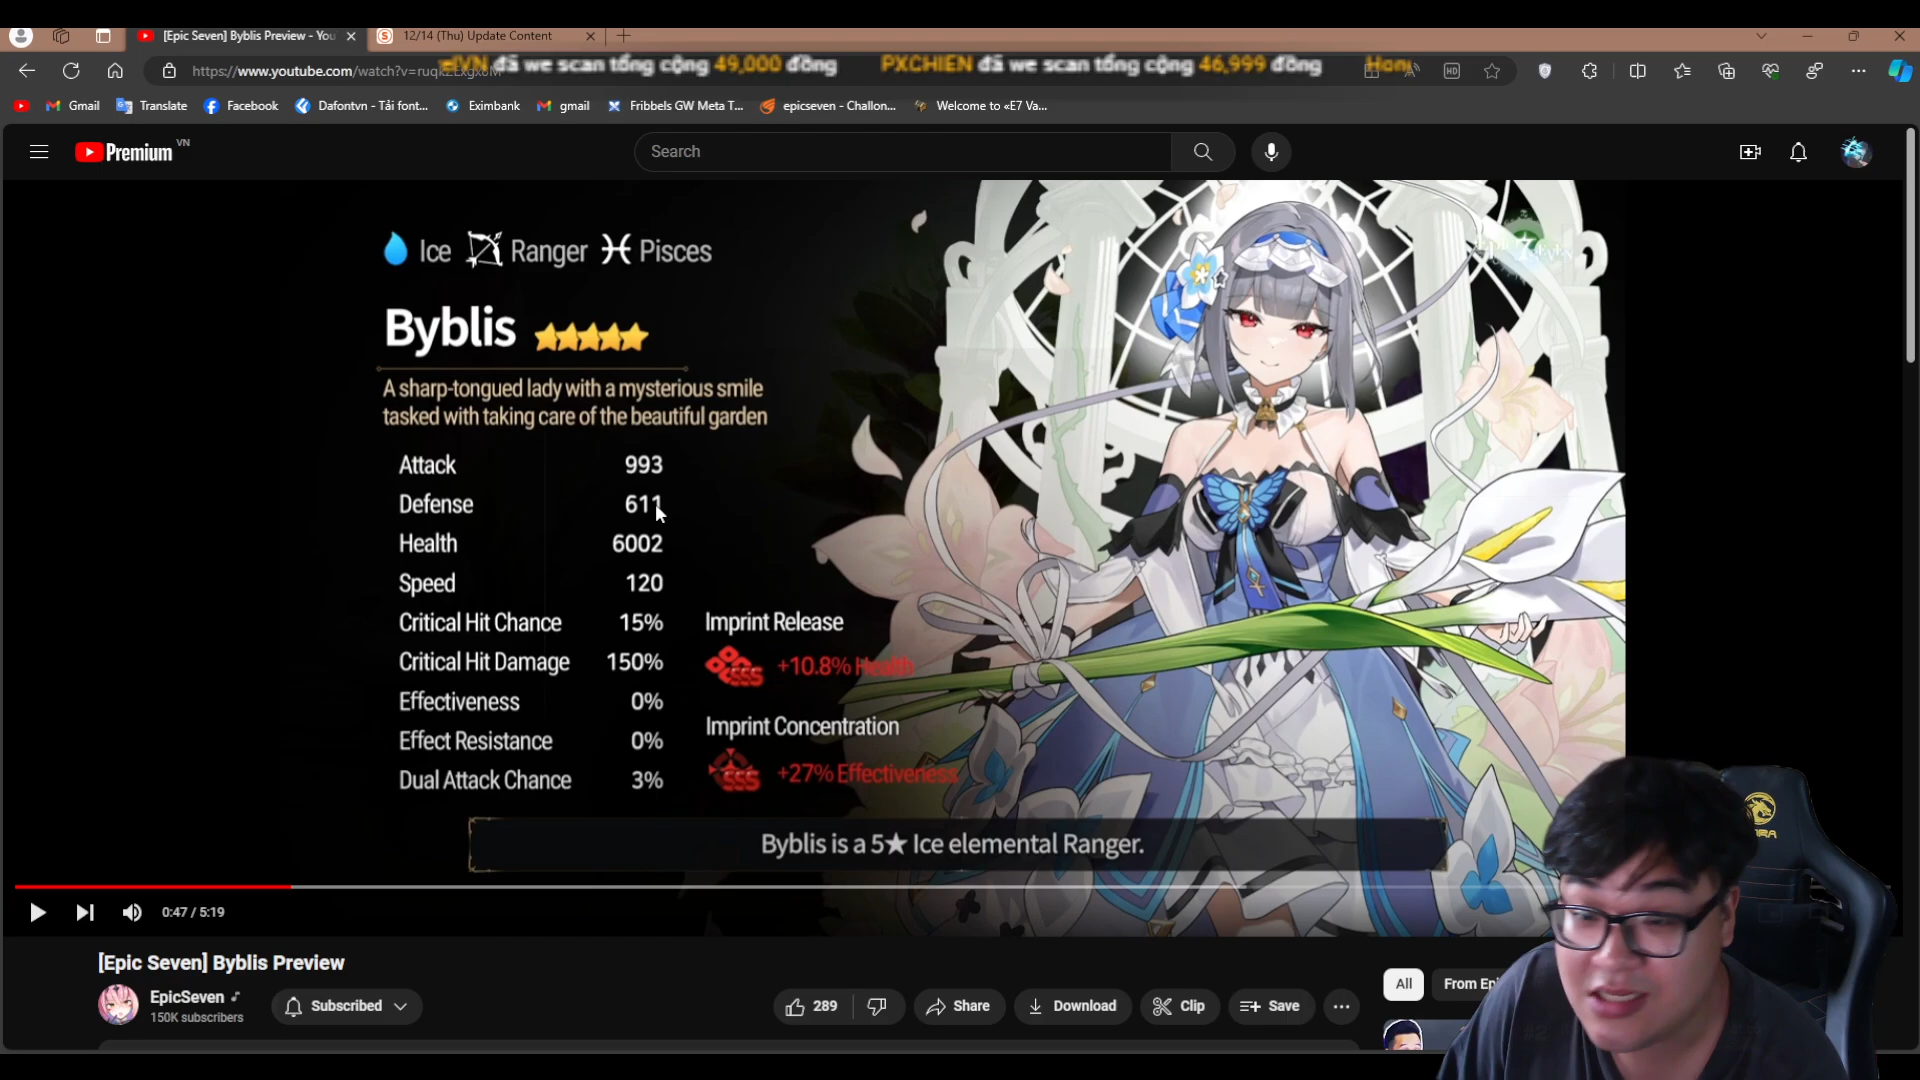 [Epic Seven] Byblis Preview - You
12/14 (Thu) Update Content
https://www.youtube.com/watch?v=ruqk
đã we scan tổng cộng 49,000 đồng
PXCHIEN đã we scan tổng cộng 46,999 đồng
Gmail
Translate
Facebook
Dafontvn - Tải font...
Eximbank
gmail
Fribbels GW Meta T...
epicseven - Challon...
Welcome to «E7 Va...
Premium VN
Search
Ice Ranger Pisces
Byblis
A sharp-tongued lady with a mysterious smile
tasked with taking care of the beautiful garden
Attack 993
Defense 611
Health 6002
Speed 120
Critical Hit Chance 15%
Critical Hit Damage 150%
Effectiveness 0%
Effect Resistance 0%
Dual Attack Chance 3%
Imprint Release
SSS +10.8% Health
Imprint Concentration
SSS +27% Effectiveness
Byblis is a 5★ Ice elemental Ranger.
0:47 / 5:19
[Epic Seven] Byblis Preview
EpicSeven
150K subscribers
Subscribed
289
Share
Download
Clip
Save
All
From Epi